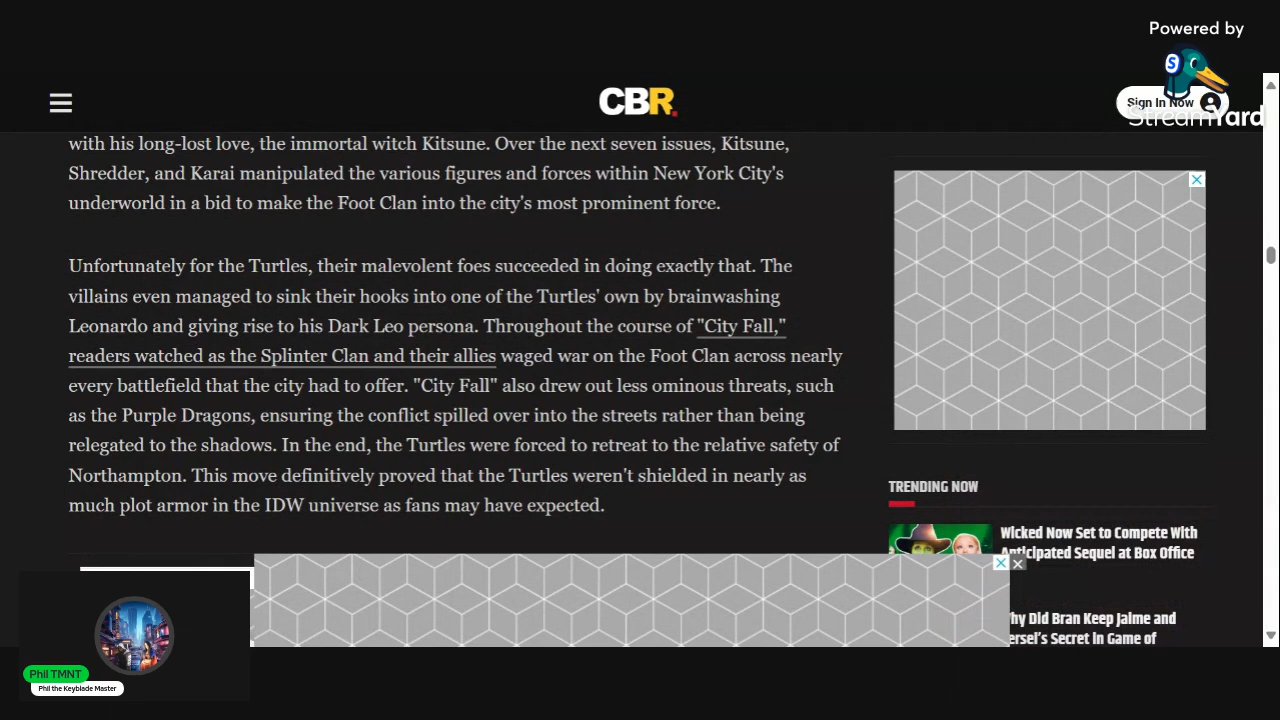 Powered by
CBR.
Sign In Now
StreamYard
with his long-lost love, the immortal witch Kitsune. Over the next seven issues, Kitsune,
Shredder, and Karai manipulated the various figures and forces within New York City's
underworld in a bid to make the Foot Clan into the city's most prominent force.
Unfortunately for the Turtles, their malevolent foes succeeded in doing exactly that. The
villains even managed to sink their hooks into one of the Turtles' own by brainwashing
Leonardo and giving rise to his Dark Leo persona. Throughout the course of "City Fall,"
readers watched as the Splinter Clan and their allies waged war on the Foot Clan across nearly
every battlefield that the city had to offer. "City Fall" also drew out less ominous threats, such
as the Purple Dragons, ensuring the conflict spilled over into the streets rather than being
relegated to the shadows. In the end, the Turtles were forced to retreat to the relative safety of
Northampton. This move definitively proved that the Turtles weren't shielded in nearly as
much plot armor in the IDW universe as fans may have expected.
TRENDING NOW
Wicked Now Set to Compete With
Anticipated Sequel at Box Office
Why Did Bran Keep Jaime and
Cersei's Secret in Game of
Phil TMNT
Phil the Keyblade Master